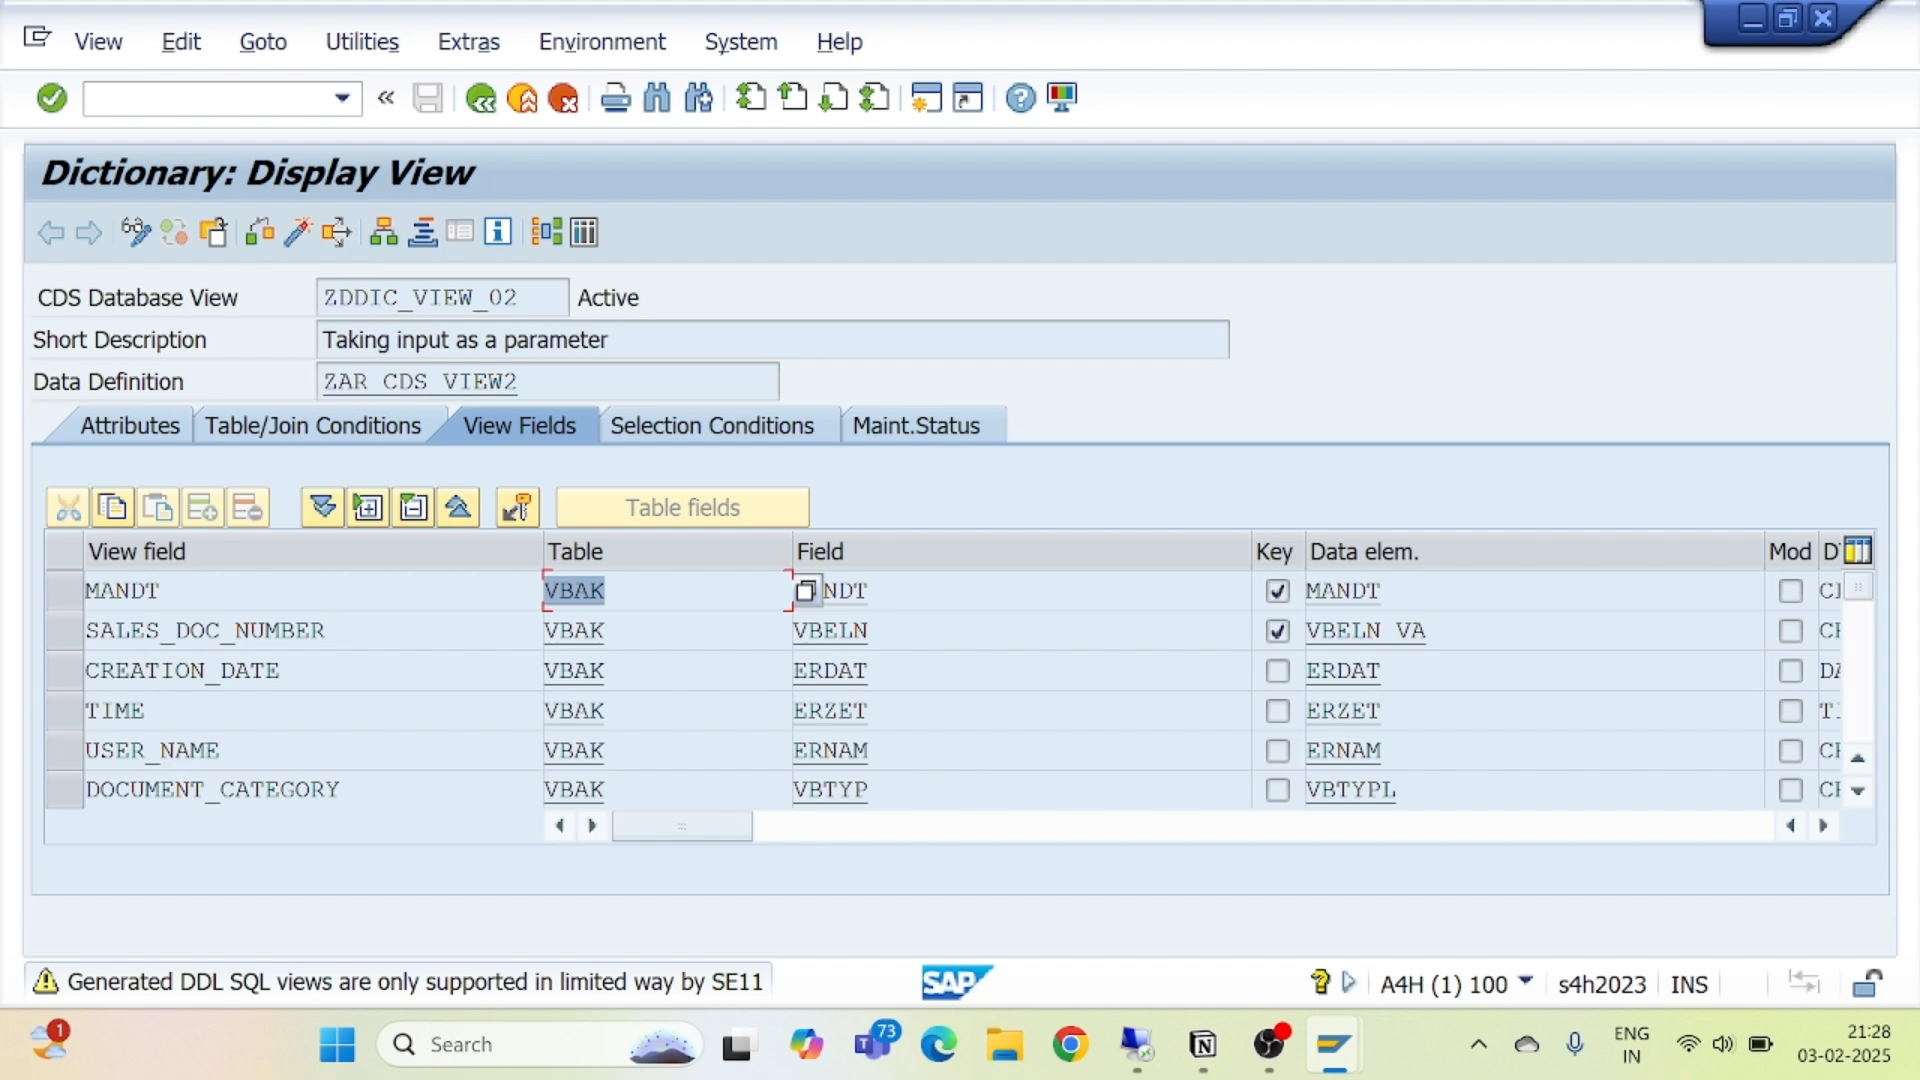 View Edit Goto Utilities Extras Environment System Help
Dictionary: Display View
CDS Database View ZDDIC_VIEW_02 Active
Short Description Taking input as a parameter
Data Definition ZAR_CDS_VIEW2
Attributes Table/Join Conditions View Fields Selection Conditions Maint.Status
Table fields
View field Table Field Key Data elem. Mod
MANDT VBAK NDT MANDT
SALES_DOC_NUMBER VBAK VBELN VBELN_VA
CREATION_DATE VBAK ERDAT ERDAT
TIME VBAK ERZET ERZET
USER_NAME VBAK ERNAM ERNAM
DOCUMENT_CATEGORY VBAK VBTYP VBTYPL
Generated DDL SQL views are only supported in limited way by SE11 SAP A4H (1) 100 s4h2023 INS
1 Search 73 ENG 21:28
IN 03-02-2025